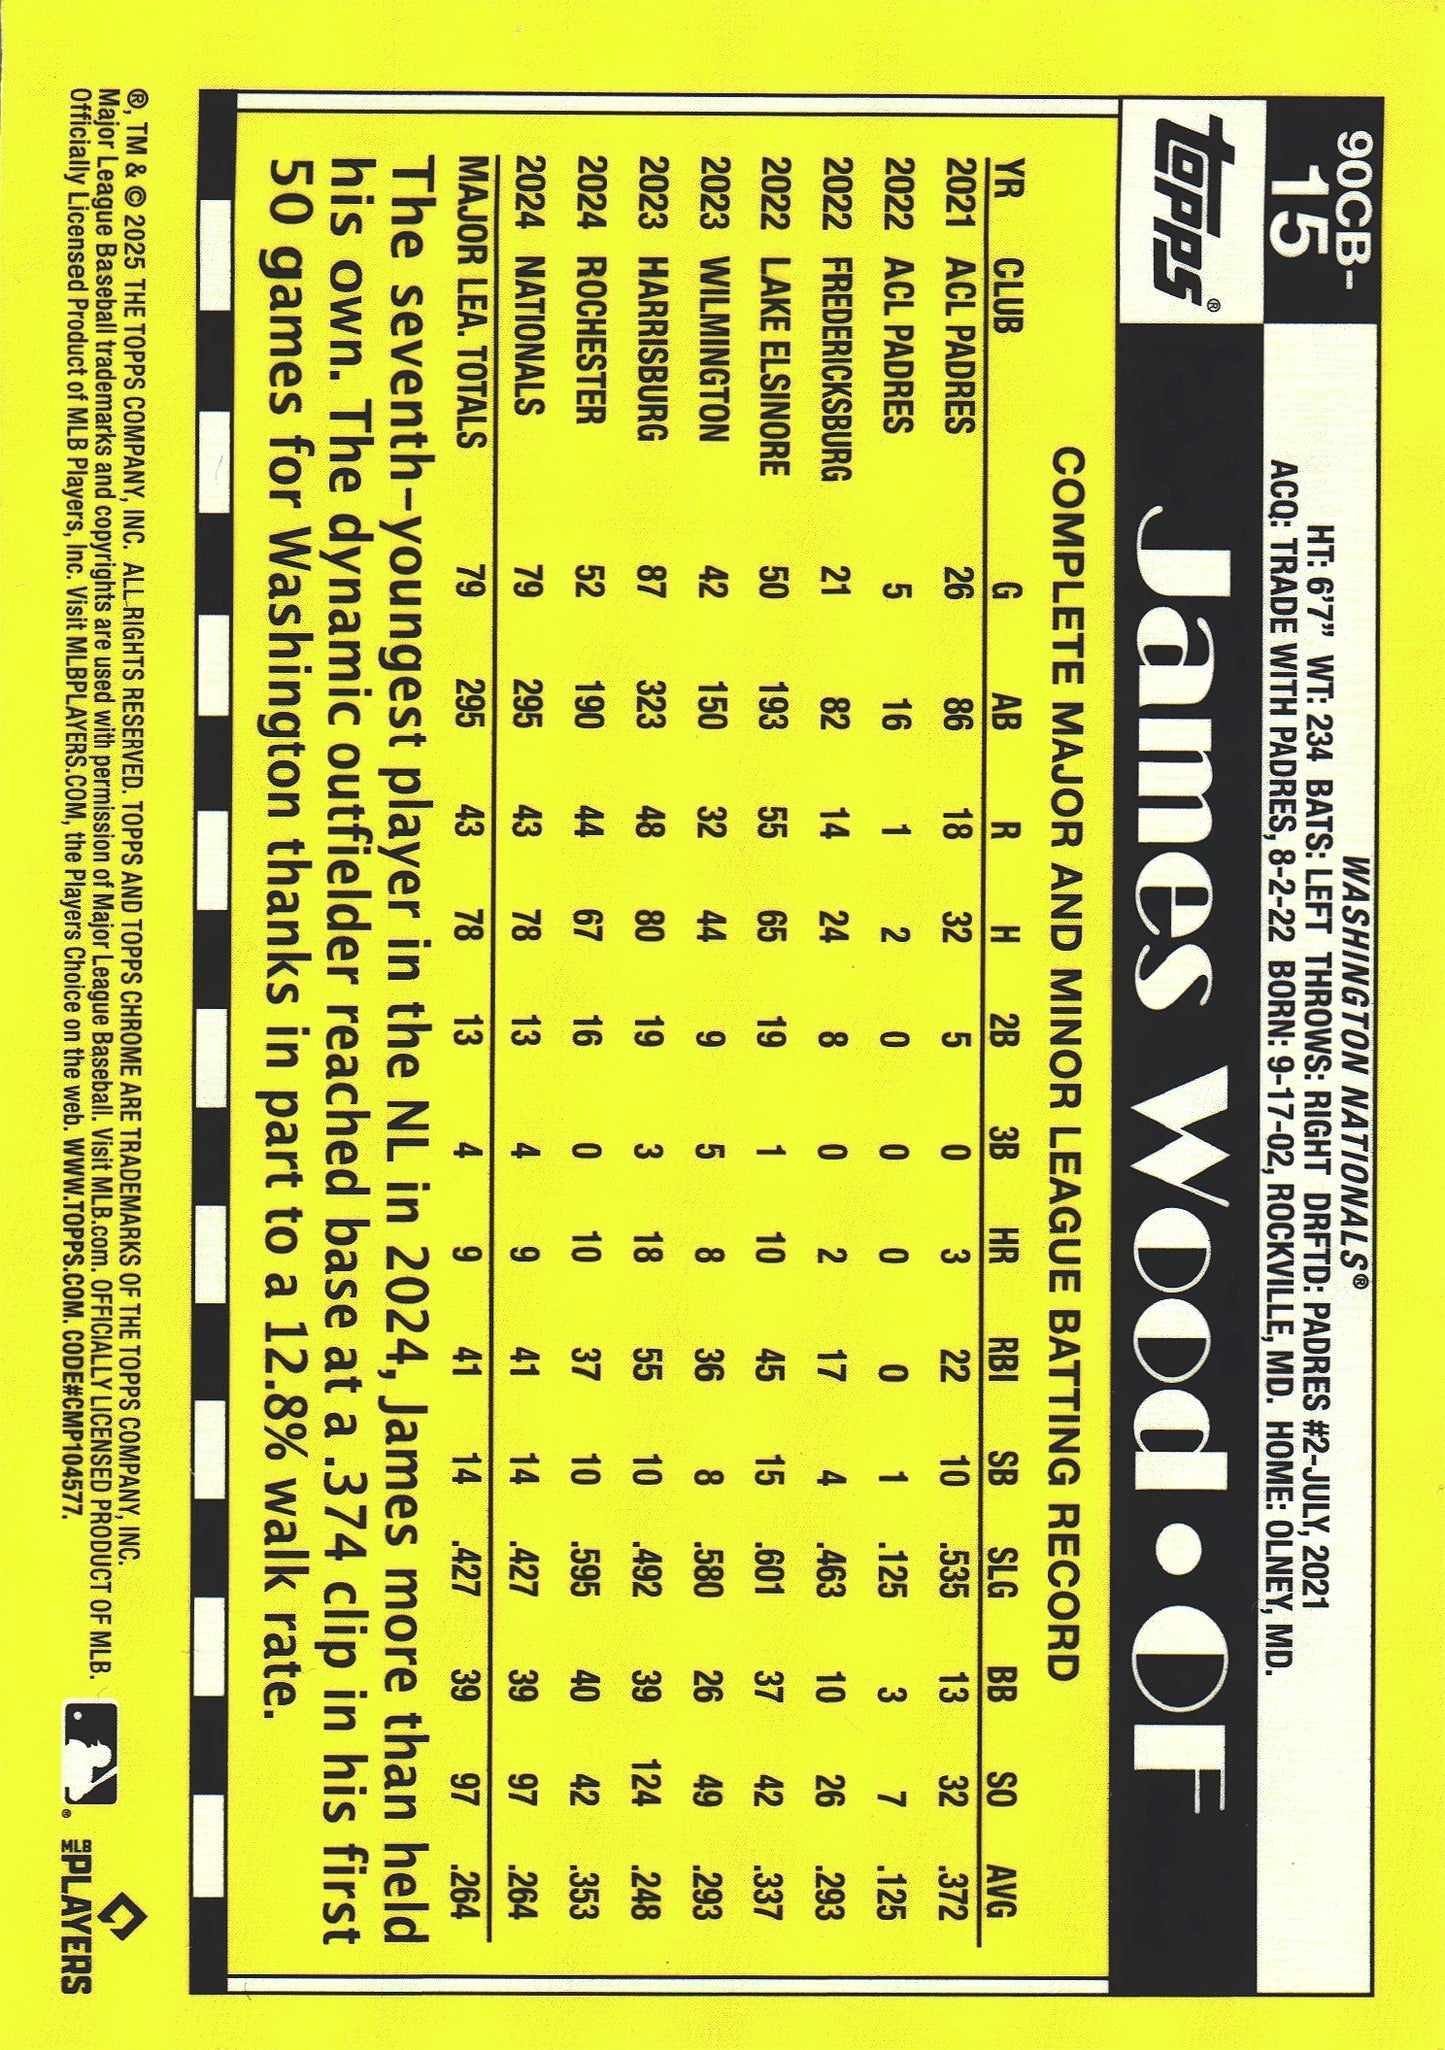 90CB-
15
WASHINGTON NATIONALS®
HT: 6'7" WT: 234 BATS: LEFT THROWS: RIGHT DRFTD: PADRES #2-JULY, 2021
ACQ: TRADE WITH PADRES, 8-2-22 BORN: 9-17-02, ROCKVILLE, MD. HOME: OLNEY, MD.
topps® James Wood • OF
COMPLETE MAJOR AND MINOR LEAGUE BATTING RECORD
YR CLUB G AB R H 2B 3B HR RBI SB SLG BB SO AVG
2021 ACL PADRES 26 86 18 32 5 0 3 22 10 .535 13 32 .372
2022 ACL PADRES 5 16 1 2 0 0 0 0 1 .125 3 7 .125
2022 FREDERICKSBURG 21 82 14 24 8 0 2 17 4 .463 10 26 .293
2022 LAKE ELSINORE 50 193 55 65 19 1 10 45 15 .601 37 42 .337
2023 WILMINGTON 42 150 32 44 9 5 8 36 8 .580 26 49 .293
2023 HARRISBURG 87 323 48 80 19 3 18 55 10 .492 39 124 .248
2024 ROCHESTER 52 190 44 67 16 0 10 37 10 .595 40 42 .353
2024 NATIONALS 79 295 43 78 13 4 9 41 14 .427 39 97 .264
MAJOR LEA. TOTALS 79 295 43 78 13 4 9 41 14 .427 39 97 .264
The seventh-youngest player in the NL in 2024, James more than held
his own. The dynamic outfielder reached base at a .374 clip in his first
50 games for Washington thanks in part to a 12.8% walk rate.
®, TM & © 2025 THE TOPPS COMPANY, INC. ALL RIGHTS RESERVED. TOPPS AND TOPPS CHROME ARE TRADEMARKS OF THE TOPPS COMPANY, INC.
Major League Baseball trademarks and copyrights are used with permission of Major League Baseball. Visit MLB.com. OFFICIALLY LICENSED PRODUCT OF MLB.
Officially Licensed Product of MLB Players, Inc. Visit MLBPLAYERS.COM, the Players Choice on the web. WWW.TOPPS.COM. CODE#CMP104577.
®
MLB PLAYERS